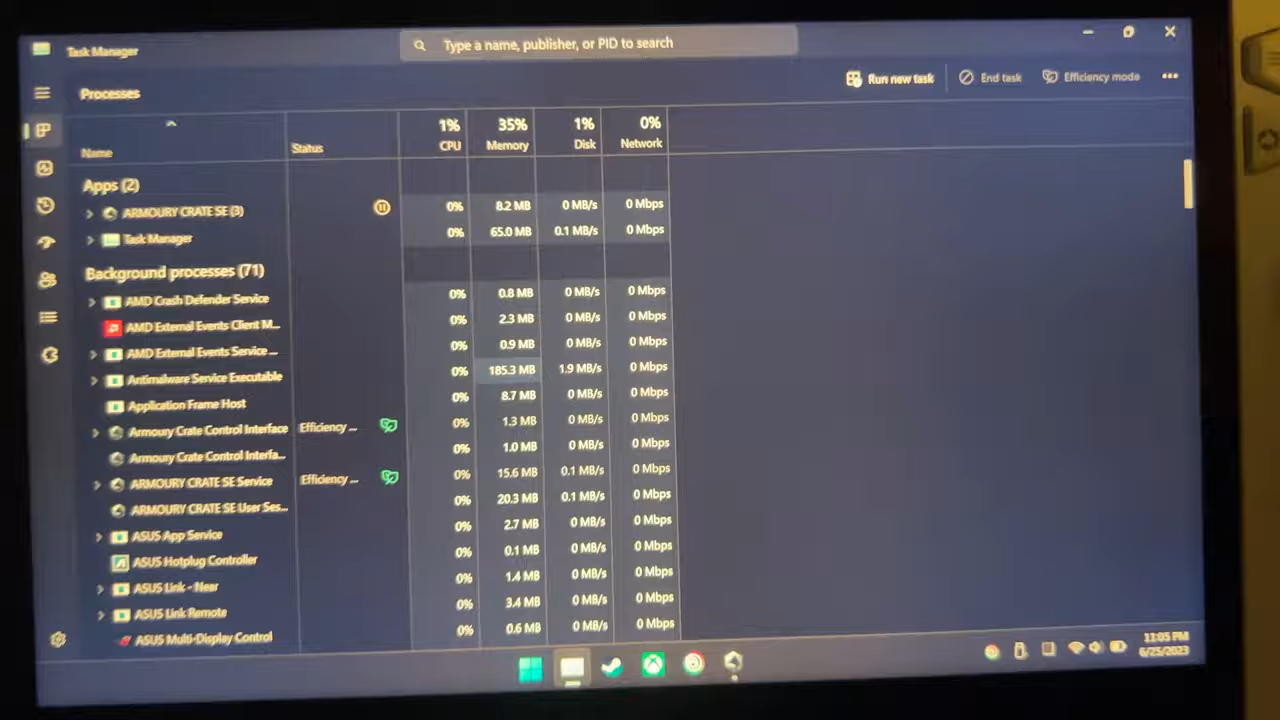 Task Manager
Type a name, publisher, or PID to search
Processes
Run new task
End task
Efficiency mode
1% 35% 1% 0%
Name Status CPU Memory Disk Network
Apps (2)
ARMOURY CRATE SE (3) 0% 8.2 MB 0 MB/s 0 Mbps
Task Manager 0% 65.0 MB 0.1 MB/s 0 Mbps
Background processes (71)
AMD Crash Defender Service 0% 0.8 MB 0 MB/s 0 Mbps
AMD External Events Client M... 0% 2.3 MB 0 MB/s 0 Mbps
AMD External Events Service ... 0% 0.9 MB 0 MB/s 0 Mbps
Antimalware Service Executable 0% 185.3 MB 1.9 MB/s 0 Mbps
Application Frame Host 0% 8.7 MB 0 MB/s 0 Mbps
Armoury Crate Control Interface Efficiency ... 0% 1.3 MB 0 MB/s 0 Mbps
Armoury Crate Control Interfa... 0% 1.0 MB 0 MB/s 0 Mbps
ARMOURY CRATE SE Service Efficiency ... 0% 15.6 MB 0.1 MB/s 0 Mbps
ARMOURY CRATE SE User Ses... 0% 20.3 MB 0.1 MB/s 0 Mbps
ASUS App Service 0% 2.7 MB 0 MB/s 0 Mbps
ASUS Hotplug Controller 0% 0.1 MB 0 MB/s 0 Mbps
ASUS Link - Near 0% 1.4 MB 0 MB/s 0 Mbps
ASUS Link Remote 0% 3.4 MB 0 MB/s 0 Mbps
ASUS Multi-Display Control 0% 0.6 MB 0 MB/s 0 Mbps
11:05 PM
6/25/2023